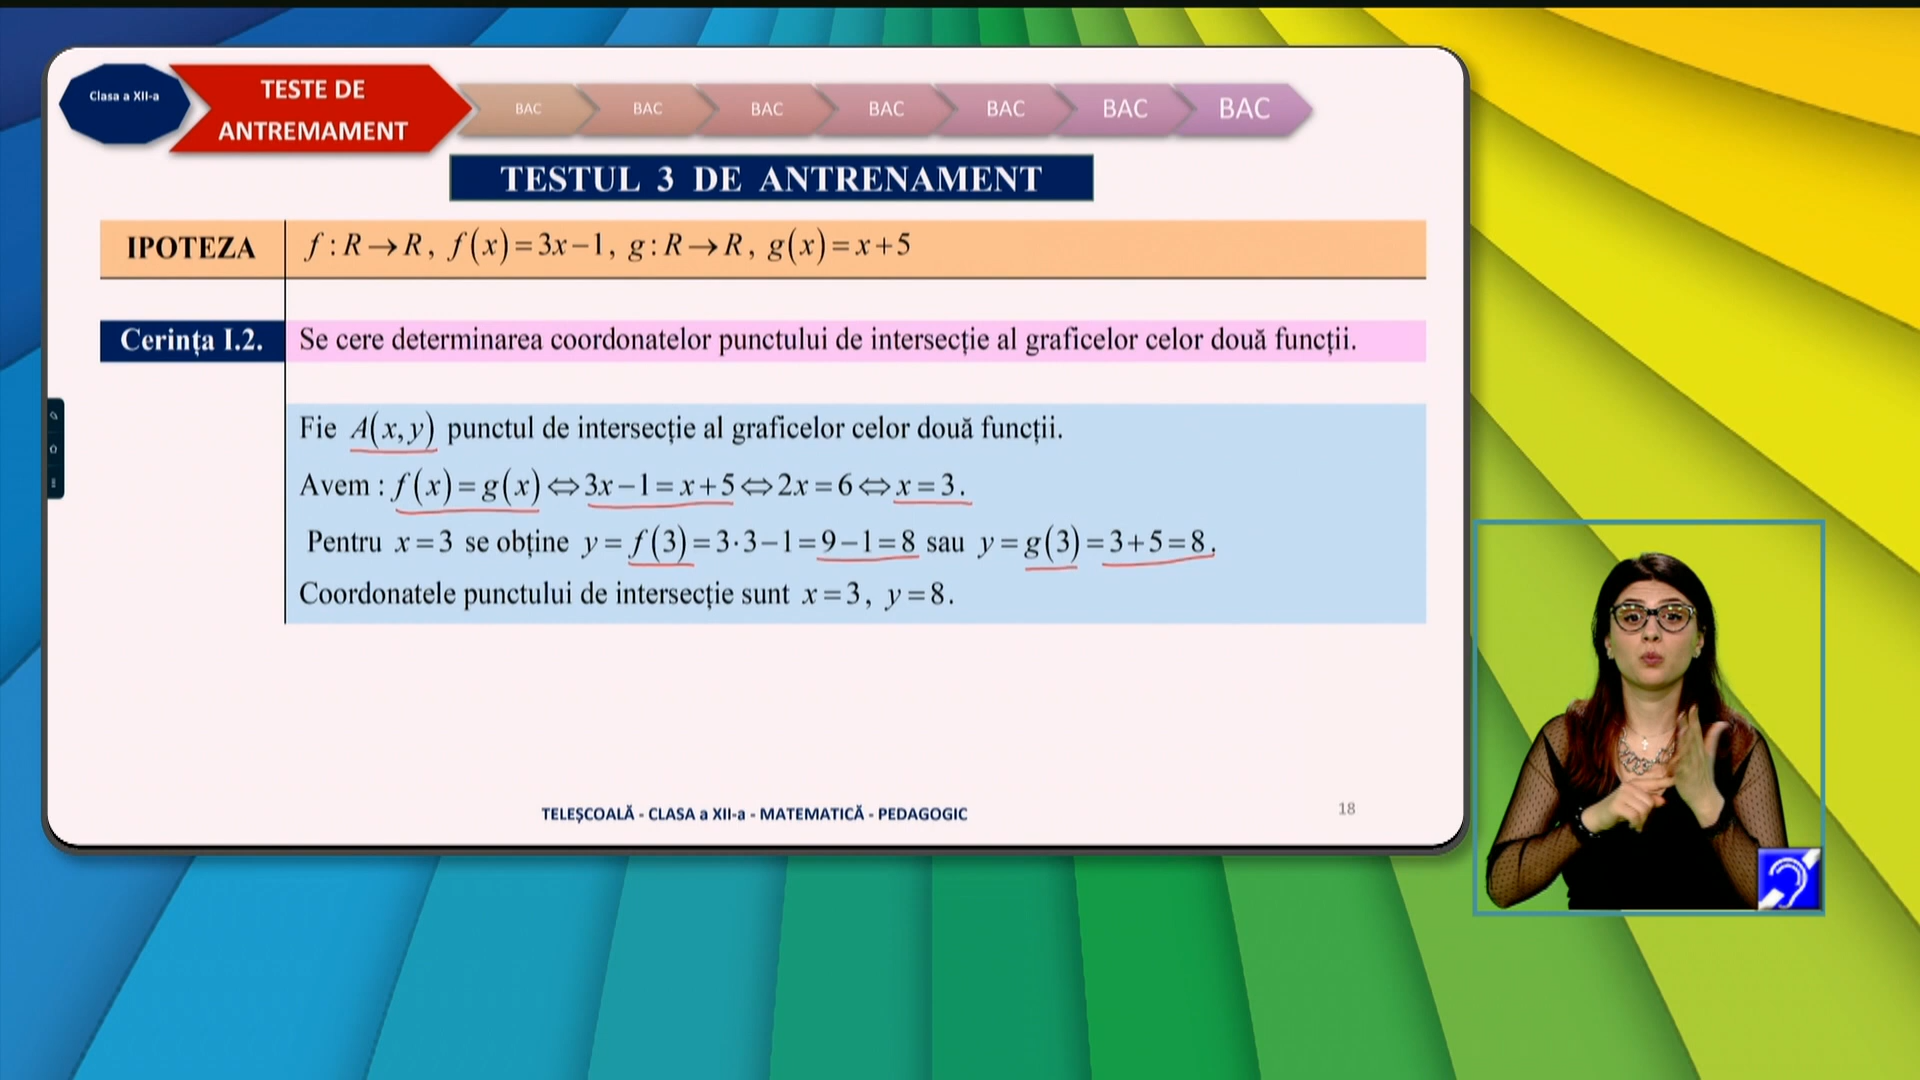 Clasa a XII-a
TESTE DE
ANTREMAMENT
BAC BAC BAC BAC BAC BAC BAC
TESTUL 3 DE ANTRENAMENT
IPOTEZA f : R → R, f(x) = 3x − 1, g : R → R, g(x) = x + 5
Cerința I.2. Se cere determinarea coordonatelor punctului de intersecție al graficelor celor două funcții.
Fie A(x, y) punctul de intersecție al graficelor celor două funcții.
Avem : f(x) = g(x) ⇔ 3x − 1 = x + 5 ⇔ 2x = 6 ⇔ x = 3.
Pentru x = 3 se obține y = f(3) = 3·3 − 1 = 9 − 1 = 8 sau y = g(3) = 3 + 5 = 8.
Coordonatele punctului de intersecție sunt x = 3, y = 8.
TELEȘCOALĂ - CLASA a XII-a - MATEMATICĂ - PEDAGOGIC
18